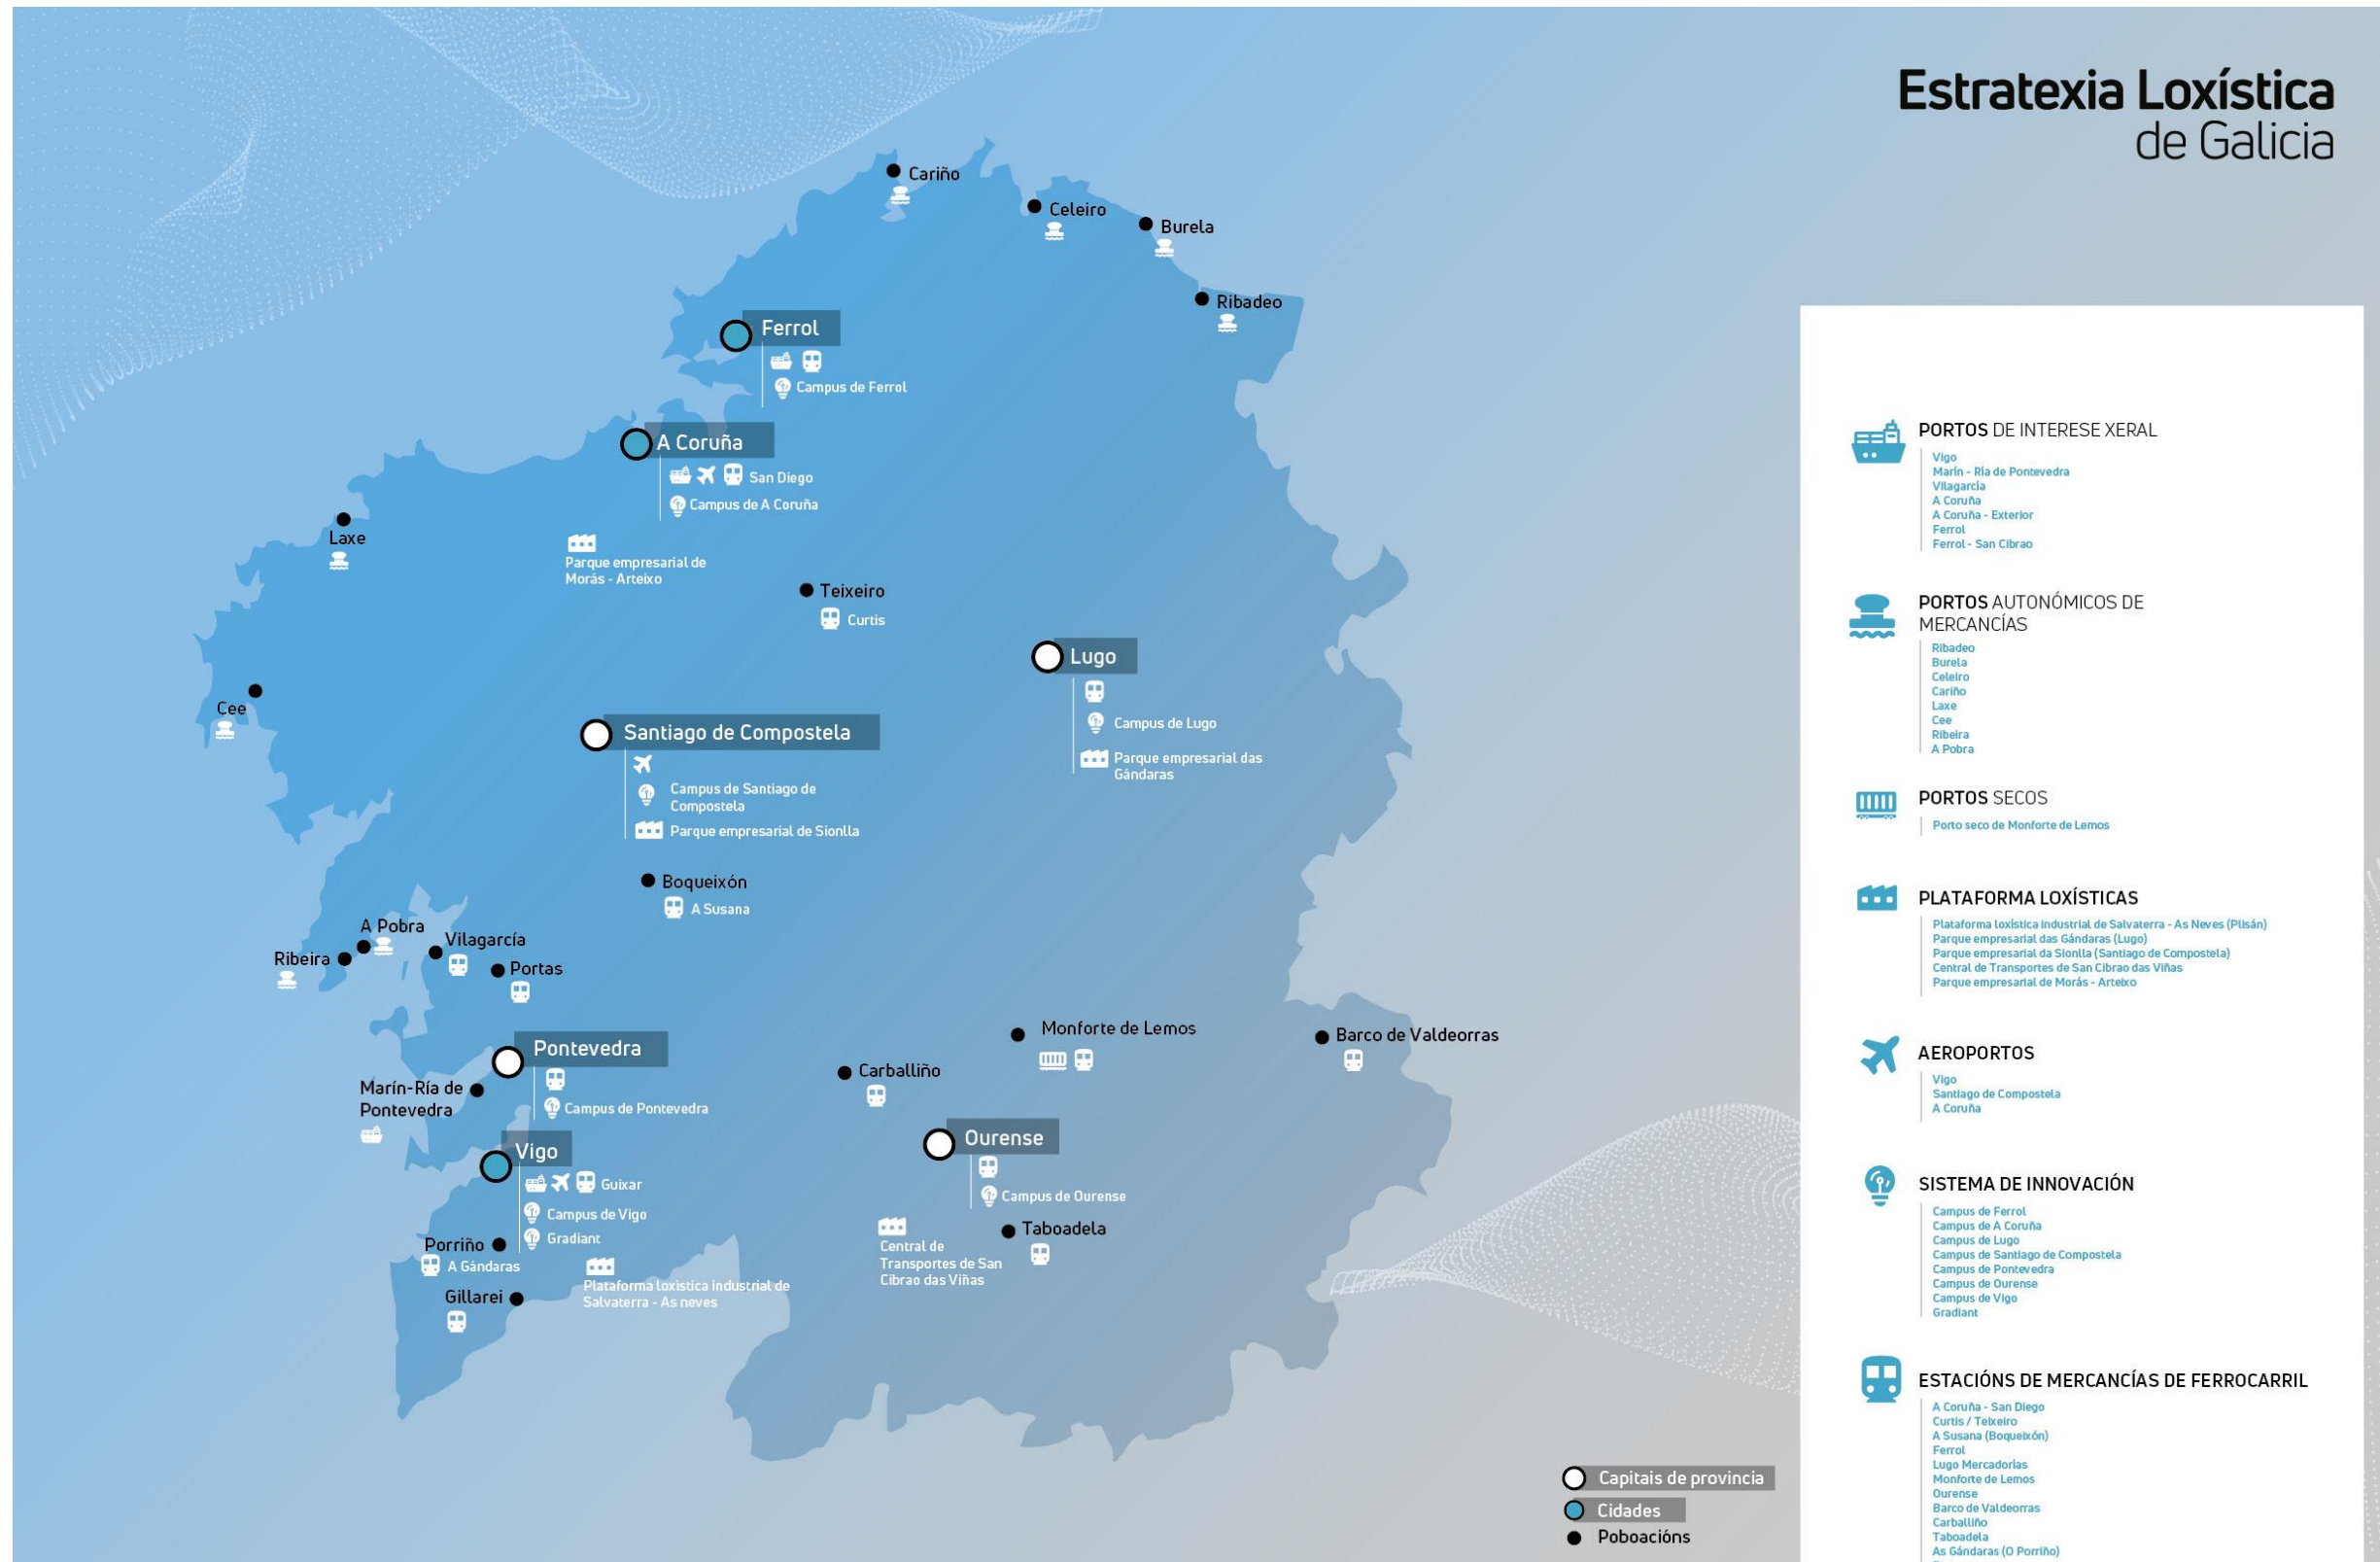 Estratexia Loxística
de Galicia
Cariño
Celeiro
Burela
Ribadeo
Ferrol
Campus de Ferrol
A Coruña
San Diego
Campus de A Coruña
Parque empresarial de
Morás - Arteixo
Laxe
Teixeiro
Curtis
Lugo
Campus de Lugo
Parque empresarial das
Gándaras
Cee
Santiago de Compostela
Campus de Santiago de
Compostela
Parque empresarial de Sionlla
Boqueixón
A Susana
A Pobra
Ribeira
Vilagarcía
Portas
Pontevedra
Campus de Pontevedra
Marín-Ría de
Pontevedra
Vigo
Guixar
Campus de Vigo
Gradiant
Porriño
A Gándaras
Gillarei
Plataforma loxística industrial de
Salvaterra - As neves
Monforte de Lemos
Barco de Valdeorras
Carballiño
Ourense
Campus de Ourense
Taboadela
Central de
Transportes de San
Cibrao das Viñas
Capitais de provincia
Cidades
Poboacións
PORTOS DE INTERESE XERAL
Vigo
Marín - Ría de Pontevedra
Vilagarcía
A Coruña
A Coruña - Exterior
Ferrol
Ferrol - San Cibrao
PORTOS AUTONÓMICOS DE
MERCANCÍAS
Ribadeo
Burela
Celeiro
Cariño
Laxe
Cee
Ribeira
A Pobra
PORTOS SECOS
Porto seco de Monforte de Lemos
PLATAFORMA LOXÍSTICAS
Plataforma loxística industrial de Salvaterra - As Neves (Plisán)
Parque empresarial das Gándaras (Lugo)
Parque empresarial da Sionlla (Santiago de Compostela)
Central de Transportes de San Cibrao das Viñas
Parque empresarial de Morás - Arteixo
AEROPORTOS
Vigo
Santiago de Compostela
A Coruña
SISTEMA DE INNOVACIÓN
Campus de Ferrol
Campus de A Coruña
Campus de Lugo
Campus de Santiago de Compostela
Campus de Pontevedra
Campus de Ourense
Campus de Vigo
Gradiant
ESTACIÓNS DE MERCANCÍAS DE FERROCARRIL
A Coruña - San Diego
Curtis / Teixeiro
A Susana (Boqueixón)
Ferrol
Lugo Mercadorías
Monforte de Lemos
Ourense
Barco de Valdeorras
Carballiño
Taboadela
As Gándaras (O Porriño)